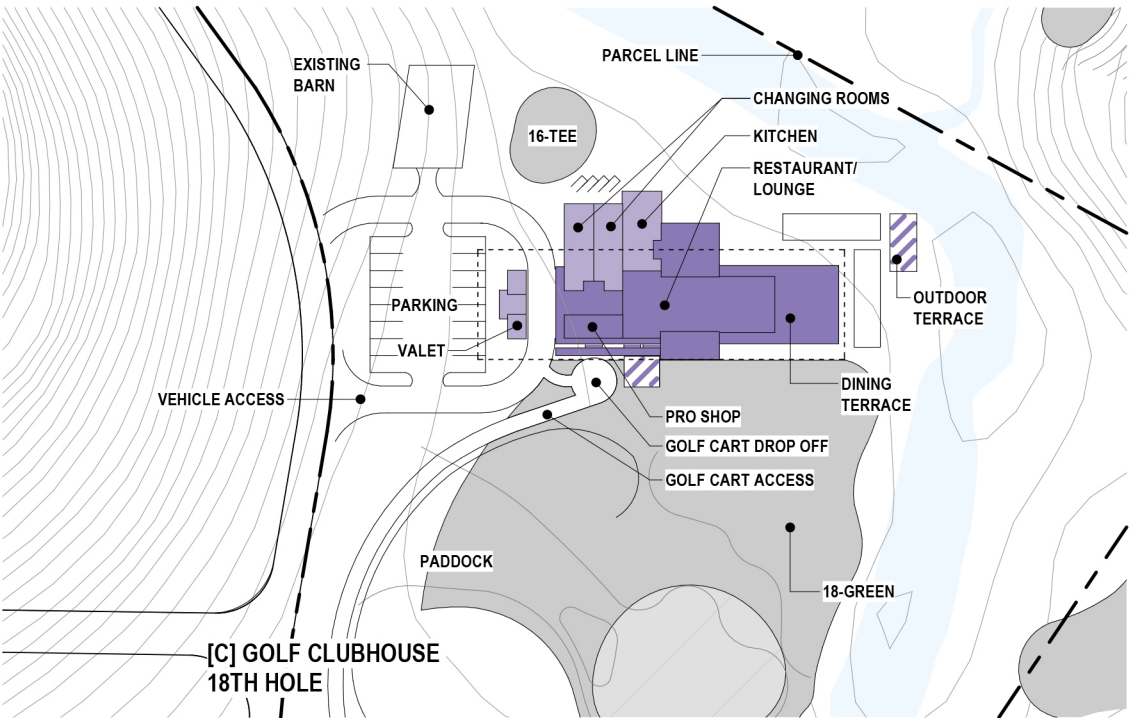 PARCEL LINE
EXISTING
BARN
CHANGING ROOMS
16-TEE
KITCHEN
RESTAURANT/
LOUNGE
PARKING
OUTDOOR
TERRACE
VALET
DINING
TERRACE
VEHICLE ACCESS
PRO SHOP
GOLF CART DROP OFF
GOLF CART ACCESS
PADDOCK
18-GREEN
[C] GOLF CLUBHOUSE
18TH HOLE